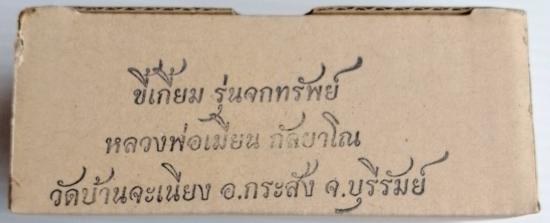 ขี่เกี้ยม รุ่นจกทรัพย์
หลวงพ่อเมียน กัลยาโณ
วัดบ้านจะเนียง อ.กระสัง จ.บุรีรัมย์